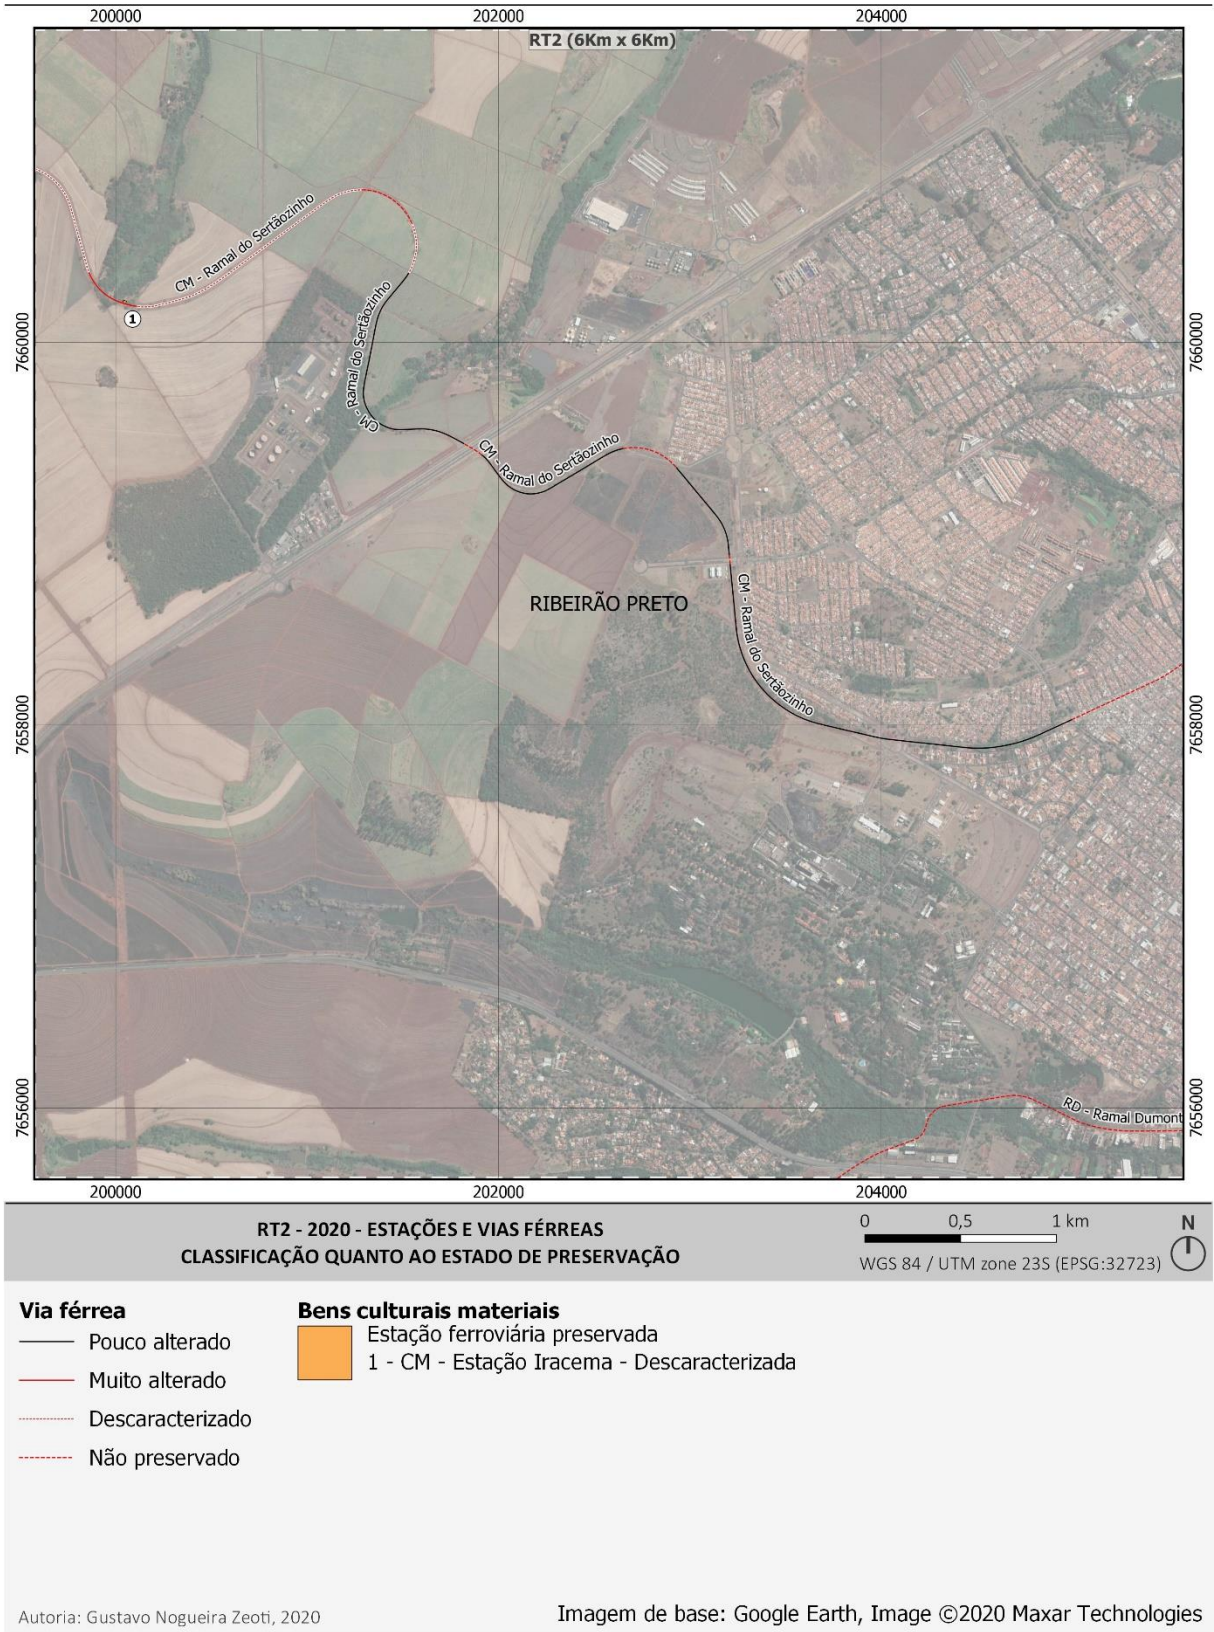 200000
202000
204000
RT2 (6Km x 6Km)
CM - Ramal do Sertãozinho
1
7660000
7660000
CM - Ramal do Sertãozinho
CM - Ramal do Sertãozinho
RIBEIRÃO PRETO
CM - Ramal do Sertãozinho
7658000
7658000
7656000
7656000
RD - Ramal Dumont
200000
202000
204000
RT2 - 2020 - ESTAÇÕES E VIAS FÉRREAS
CLASSIFICAÇÃO QUANTO AO ESTADO DE PRESERVAÇÃO
0 0,5 1 km
WGS 84 / UTM zone 23S (EPSG:32723)
N
Via férrea
Pouco alterado
Muito alterado
Descaracterizado
Não preservado
Bens culturais materiais
Estação ferroviária preservada
1 - CM - Estação Iracema - Descaracterizada
Autoria: Gustavo Nogueira Zeoti, 2020
Imagem de base: Google Earth, Image ©2020 Maxar Technologies